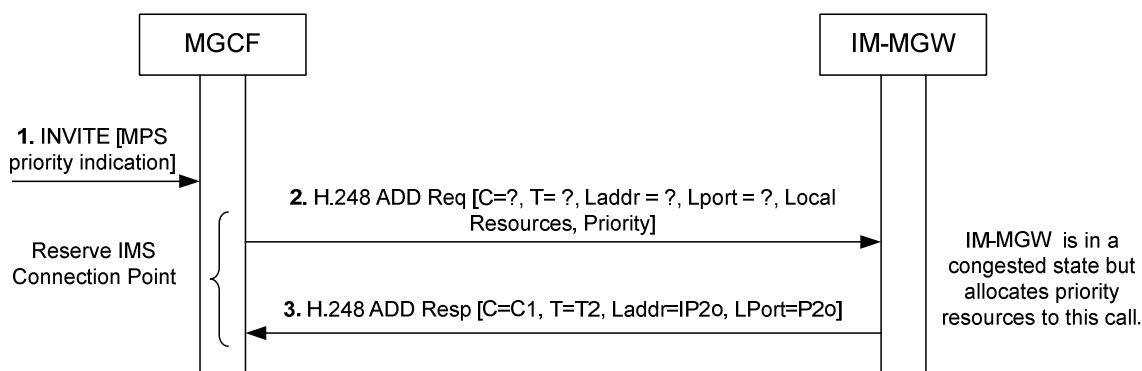 MGCF
IM-MGW
1. INVITE [MPS
priority indication]
2. H.248 ADD Req [C=?, T= ?, Laddr = ?, Lport = ?, Local
Resources, Priority]
Reserve IMS
Connection Point
IM-MGW is in a
congested state but
allocates priority
resources to this call.
3. H.248 ADD Resp [C=C1, T=T2, Laddr=IP2o, LPort=P2o]